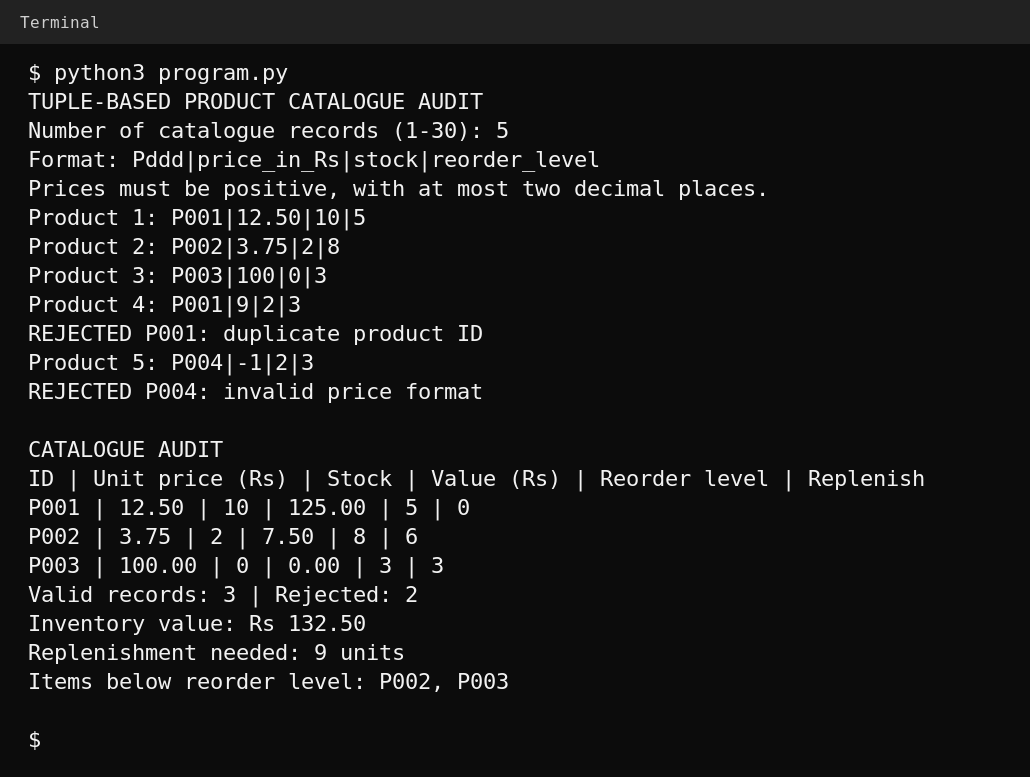 Terminal
$ python3 program.py
TUPLE-BASED PRODUCT CATALOGUE AUDIT
Number of catalogue records (1-30): 5
Format: Pddd|price_in_Rs|stock|reorder_level
Prices must be positive, with at most two decimal places.
Product 1: P001|12.50|10|5
Product 2: P002|3.75|2|8
Product 3: P003|100|0|3
Product 4: P001|9|2|3
REJECTED P001: duplicate product ID
Product 5: P004|-1|2|3
REJECTED P004: invalid price format
CATALOGUE AUDIT
ID | Unit price (Rs) | Stock | Value (Rs) | Reorder level | Replenish
P001 | 12.50 | 10 | 125.00 | 5 | 0
P002 | 3.75 | 2 | 7.50 | 8 | 6
P003 | 100.00 | 0 | 0.00 | 3 | 3
Valid records: 3 | Rejected: 2
Inventory value: Rs 132.50
Replenishment needed: 9 units
Items below reorder level: P002, P003
$